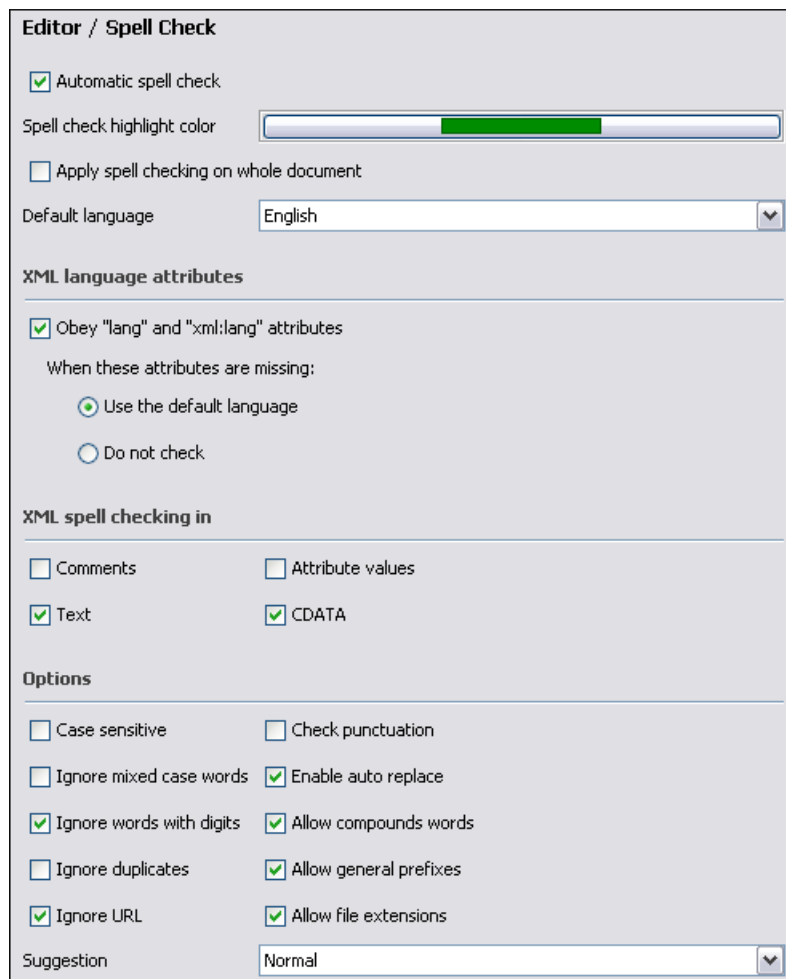 Editor / Spell Check
Automatic spell check
Spell check highlight color
Apply spell checking on whole document
Default language English
XML language attributes
Obey "lang" and "xml:lang" attributes
When these attributes are missing:
Use the default language
Do not check
XML spell checking in
Comments Attribute values
Text CDATA
Options
Case sensitive Check punctuation
Ignore mixed case words Enable auto replace
Ignore words with digits Allow compounds words
Ignore duplicates Allow general prefixes
Ignore URL Allow file extensions
Suggestion Normal